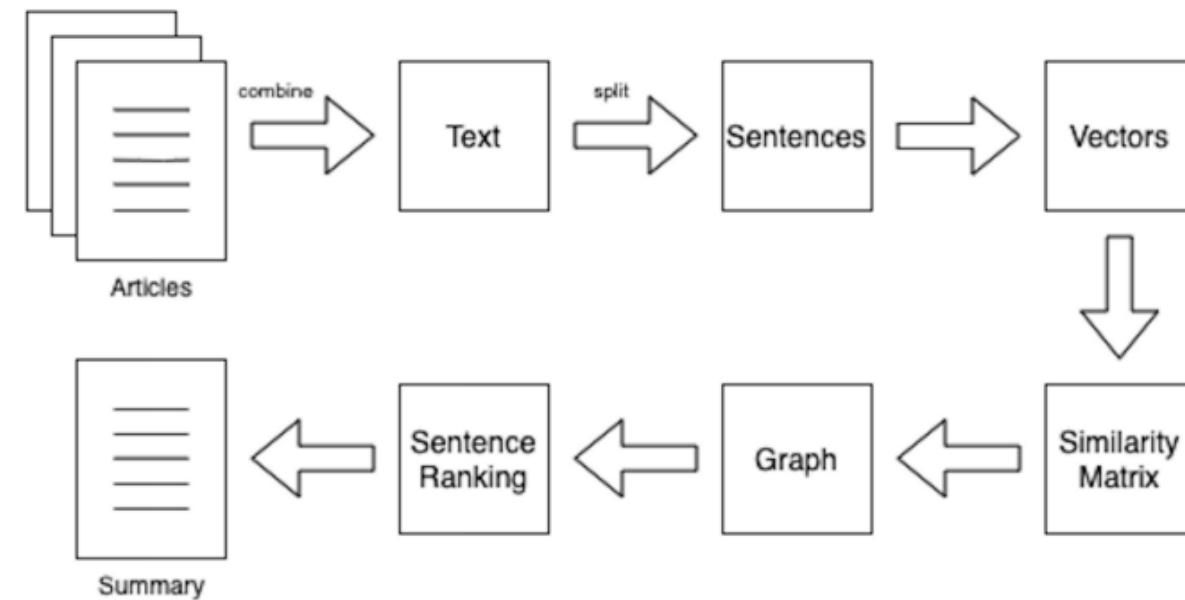 combine
split
Text
Sentences
Vectors
Articles
Similarity
Matrix
Graph
Sentence
Ranking
Summary